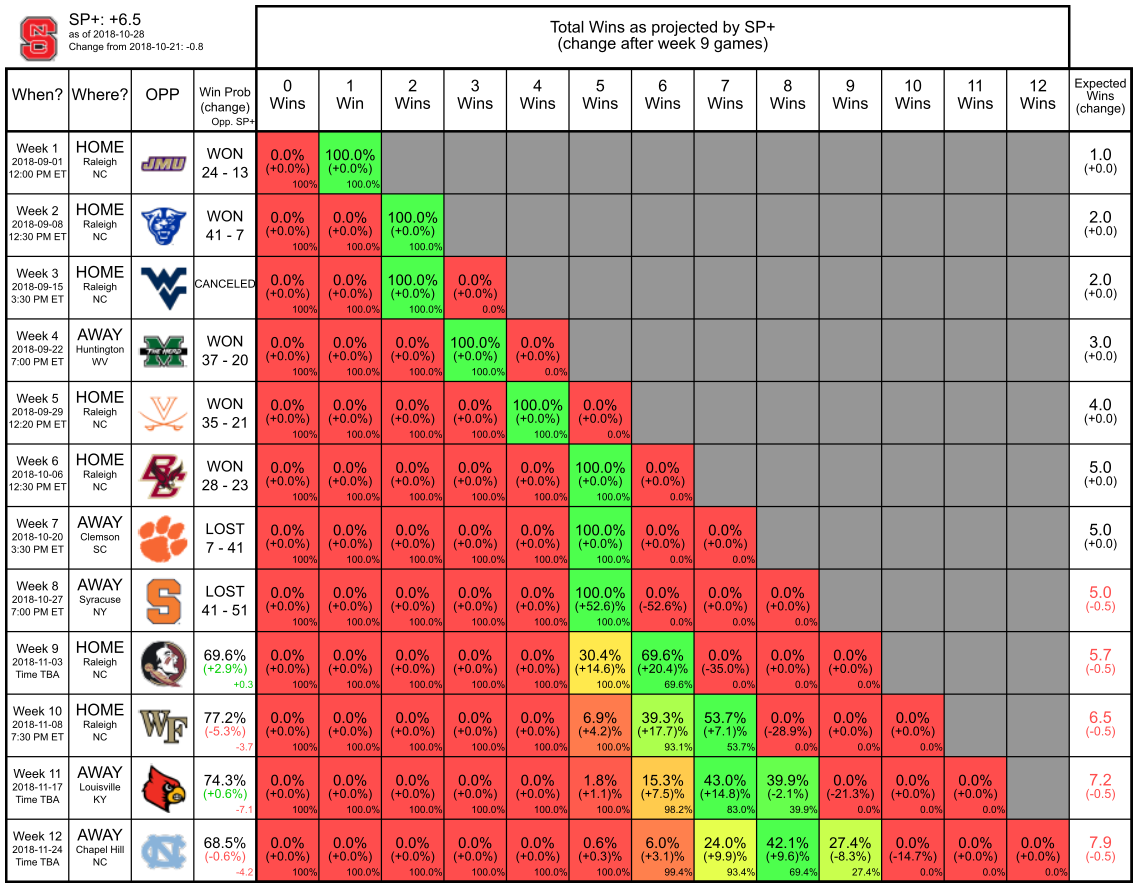 SP+: +6.5
as of 2018-10-28
Change from 2018-10-21: -0.8
Total Wins as projected by SP+
(change after week 9 games)
When? Where? OPP Win Prob (change) Opp. SP+ 0 Wins 1 Win 2 Wins 3 Wins 4 Wins 5 Wins 6 Wins 7 Wins 8 Wins 9 Wins 10 Wins 11 Wins 12 Wins Expected Wins (change)
Week 1 HOME WON 0.0% 100.0% 1.0
2018-09-01 Raleigh JMU 24 - 13 (+0.0%) (+0.0%) (+0.0)
12:00 PM ET NC 100% 100.0%
Week 2 HOME WON 0.0% 0.0% 100.0% 2.0
2018-09-08 Raleigh 41 - 7 (+0.0%) (+0.0%) (+0.0%) (+0.0)
12:30 PM ET NC 100% 100.0% 100.0%
Week 3 HOME 0.0% 0.0% 100.0% 0.0% 2.0
2018-09-15 Raleigh WV CANCELED (+0.0%) (+0.0%) (+0.0%) (+0.0%) (+0.0)
3:30 PM ET NC 100% 100.0% 100.0% 0.0%
Week 4 AWAY WON 0.0% 0.0% 0.0% 100.0% 0.0% 3.0
2018-09-22 Huntington M THE HERD 37 - 20 (+0.0%) (+0.0%) (+0.0%) (+0.0%) (+0.0%) (+0.0)
7:00 PM ET WV 100% 100.0% 100.0% 100.0% 0.0%
Week 5 HOME WON 0.0% 0.0% 0.0% 0.0% 100.0% 0.0% 4.0
2018-09-29 Raleigh V 35 - 21 (+0.0%) (+0.0%) (+0.0%) (+0.0%) (+0.0%) (+0.0%) (+0.0)
12:20 PM ET NC 100% 100.0% 100.0% 100.0% 100.0% 0.0%
Week 6 HOME WON 0.0% 0.0% 0.0% 0.0% 0.0% 100.0% 0.0% 5.0
2018-10-06 Raleigh BC 28 - 23 (+0.0%) (+0.0%) (+0.0%) (+0.0%) (+0.0%) (+0.0%) (+0.0%) (+0.0)
12:30 PM ET NC 100% 100.0% 100.0% 100.0% 100.0% 100.0% 0.0%
Week 7 AWAY LOST 0.0% 0.0% 0.0% 0.0% 0.0% 100.0% 0.0% 0.0% 5.0
2018-10-20 Clemson 7 - 41 (+0.0%) (+0.0%) (+0.0%) (+0.0%) (+0.0%) (+0.0%) (+0.0%) (+0.0%) (+0.0)
3:30 PM ET SC 100% 100.0% 100.0% 100.0% 100.0% 100.0% 0.0% 0.0%
Week 8 AWAY LOST 0.0% 0.0% 0.0% 0.0% 0.0% 100.0% 0.0% 0.0% 0.0% 5.0
2018-10-27 Syracuse S 41 - 51 (+0.0%) (+0.0%) (+0.0%) (+0.0%) (+0.0%) (+52.6)% (-52.6%) (+0.0%) (+0.0%) (-0.5)
7:00 PM ET NY 100% 100.0% 100.0% 100.0% 100.0% 100.0% 0.0% 0.0% 0.0%
Week 9 HOME 69.6% 0.0% 0.0% 0.0% 0.0% 0.0% 30.4% 69.6% 0.0% 0.0% 0.0% 5.7
2018-11-03 Raleigh (+2.9%) (+0.0%) (+0.0%) (+0.0%) (+0.0%) (+0.0%) (+14.6)% (+20.4)% (-35.0%) (+0.0%) (+0.0%) (-0.5)
Time TBA NC +0.3 100% 100.0% 100.0% 100.0% 100.0% 100.0% 69.6% 0.0% 0.0% 0.0%
Week 10 HOME 77.2% 0.0% 0.0% 0.0% 0.0% 0.0% 6.9% 39.3% 53.7% 0.0% 0.0% 0.0% 6.5
2018-11-08 Raleigh WF (-5.3%) (+0.0%) (+0.0%) (+0.0%) (+0.0%) (+0.0%) (+4.2)% (+17.7)% (+7.1)% (-28.9%) (+0.0%) (+0.0%) (-0.5)
7:30 PM ET NC -3.7 100% 100.0% 100.0% 100.0% 100.0% 100.0% 93.1% 53.7% 0.0% 0.0% 0.0%
Week 11 AWAY 74.3% 0.0% 0.0% 0.0% 0.0% 0.0% 1.8% 15.3% 43.0% 39.9% 0.0% 0.0% 0.0% 7.2
2018-11-17 Louisville (+0.6%) (+0.0%) (+0.0%) (+0.0%) (+0.0%) (+0.0%) (+1.1)% (+7.5)% (+14.8)% (-2.1%) (-21.3%) (+0.0%) (+0.0%) (-0.5)
Time TBA KY -7.1 100% 100.0% 100.0% 100.0% 100.0% 100.0% 98.2% 83.0% 39.9% 0.0% 0.0% 0.0%
Week 12 AWAY 68.5% 0.0% 0.0% 0.0% 0.0% 0.0% 0.6% 6.0% 24.0% 42.1% 27.4% 0.0% 0.0% 0.0% 7.9
2018-11-24 Chapel Hill NC (-0.6%) (+0.0%) (+0.0%) (+0.0%) (+0.0%) (+0.0%) (+0.3)% (+3.1)% (+9.9)% (+9.6)% (-8.3%) (-14.7%) (+0.0%) (+0.0%) (-0.5)
Time TBA NC -4.2 100% 100.0% 100.0% 100.0% 100.0% 100.0% 99.4% 93.4% 69.4% 27.4% 0.0% 0.0% 0.0%